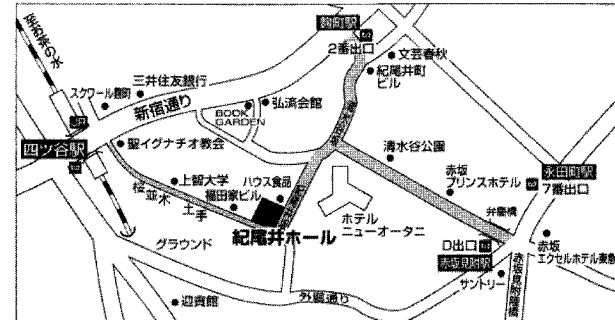 至お茶の水
麹町駅
2番出口
文芸春秋
紀尾井町
ビル
三井住友銀行
スクワール麹町
新宿通り
BOOK
GARDEN
弘済会館
四ツ谷駅
聖イグナチオ教会
清水谷公園
上智大学
ハウス食品
福田家ビル
桜並木
土手
赤坂
プリンスホテル
永田町駅
7番出口
ホテル
ニューオータニ
弁慶橋
紀尾井ホール
グラウンド
D出口
赤坂見附駅
赤坂
エクセルホテル東急
サントリー
赤坂見附陸橋
迎賓館
外堀通り